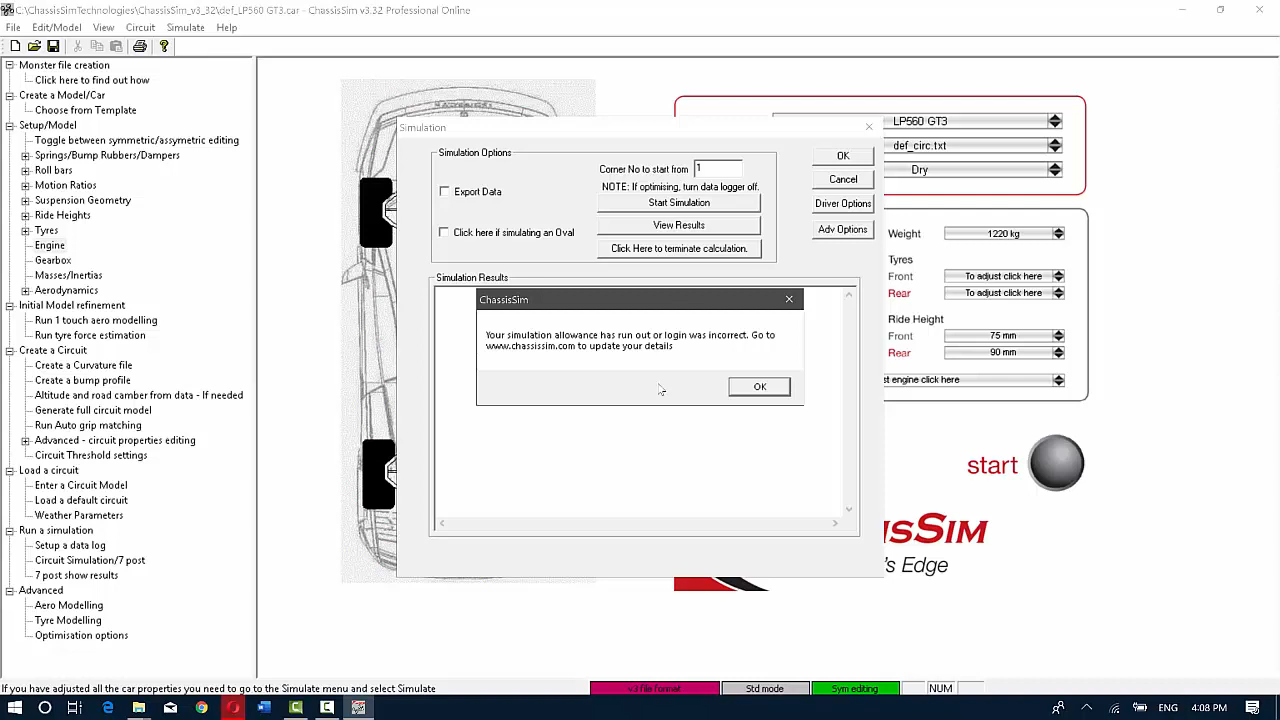 C:\ChassisSimTechnologies\ChassisSim_v3_32\def_LP560 GT3.car - ChassisSim v3.32 Professional Online
File Edit/Model View Circuit Simulate Help
Monster file creation
Click here to find out how
Create a Model/Car
Choose from Template
Setup/Model
Toggle between symmetric/assymetric editing
Springs/Bump Rubbers/Dampers
Roll bars
Motion Ratios
Suspension Geometry
Ride Heights
Tyres
Engine
Gearbox
Masses/Inertias
Aerodynamics
Initial Model refinement
Run 1 touch aero modelling
Run tyre force estimation
Create a Circuit
Create a Curvature file
Create a bump profile
Altitude and road camber from data - If needed
Generate full circuit model
Run Auto grip matching
Advanced - circuit properties editing
Circuit Threshold settings
Load a circuit
Enter a Circuit Model
Load a default circuit
Weather Parameters
Run a simulation
Setup a data log
Circuit Simulation/7 post
7 post show results
Advanced
Aero Modelling
Tyre Modelling
Optimisation options
Simulation
Simulation Options
Export Data
Click here if simulating an Oval
Corner No to start from 1
NOTE: If optimising, turn data logger off.
Start Simulation
View Results
Click Here to terminate calculation.
OK
Cancel
Driver Options
Adv Options
Simulation Results
ChassisSim
Your simulation allowance has run out or login was incorrect. Go to
www.chassissim.com to update your details
OK
LP560 GT3
def_circ.txt
Dry
Weight 1220 kg
Tyres
Front To adjust click here
Rear To adjust click here
Ride Height
Front 75 mm
Rear 90 mm
st engine click here
start
isSim
's Edge
If you have adjusted all the car properties you need to go to the Simulate menu and select Simulate
v3 file format Std mode Sym editing NUM
ENG 4:08 PM